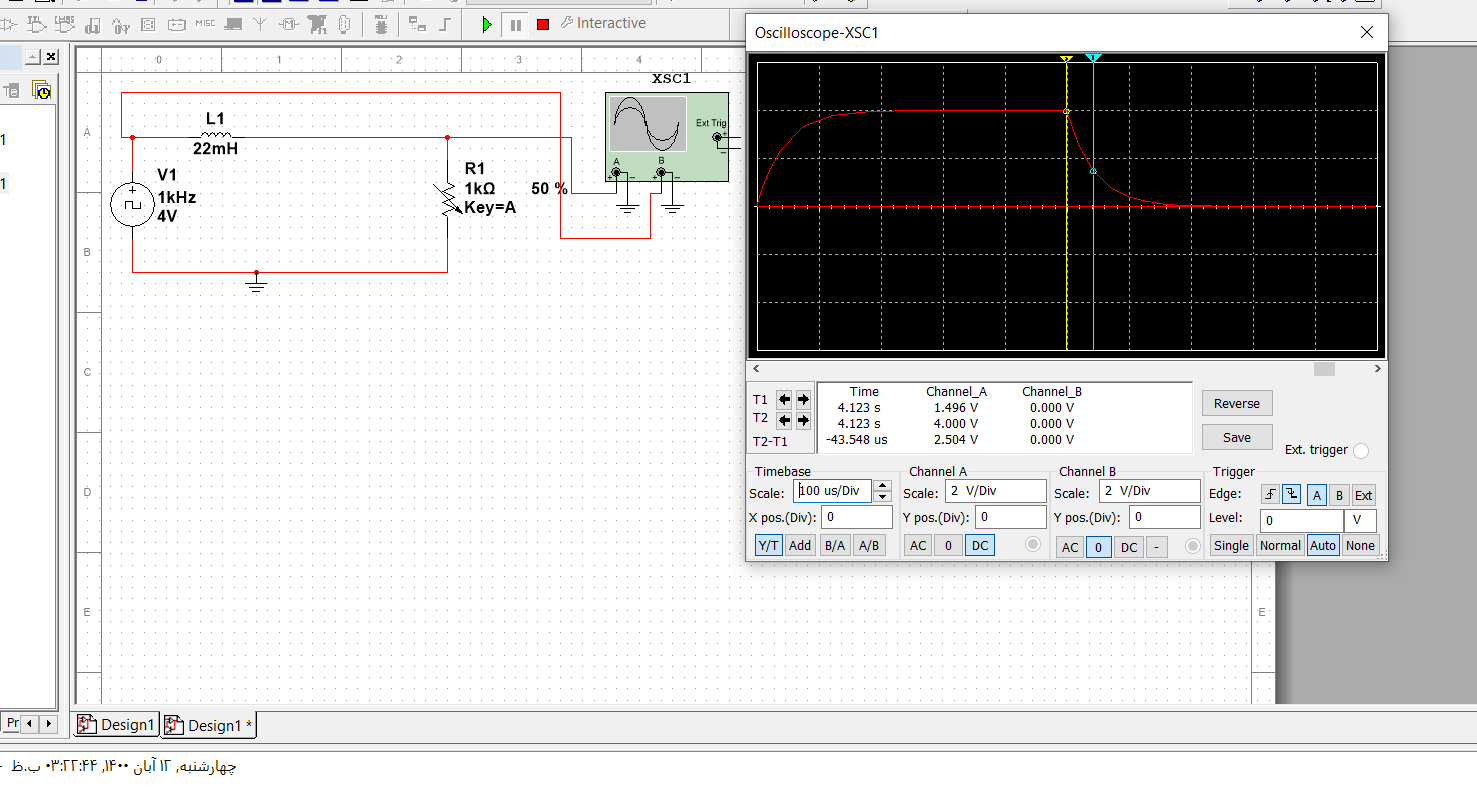 MISC
Interactive
Te
1
1
Pr
0 1 2 3 4
A
B
C
D
E
E
L1
22mH
V1
1kHz
4V
R1
1kΩ
Key=A
50 %
XSC1
Ext Trig
A B
Design1
Design1 *
چهارشنبه, ۱۲ آبان ۱۴۰۰, ۰۳:۲۲:۴۴ ب.ظ -
Oscilloscope-XSC1
Time Channel_A Channel_B
T1 4.123 s 1.496 V 0.000 V
T2 4.123 s 4.000 V 0.000 V
T2-T1 -43.548 us 2.504 V 0.000 V
Reverse
Save
Ext. trigger
Timebase
Scale: 100 us/Div
X pos.(Div): 0
Y/T Add B/A A/B
Channel A
Scale: 2 V/Div
Y pos.(Div): 0
AC 0 DC
Channel B
Scale: 2 V/Div
Y pos.(Div): 0
AC 0 DC -
Trigger
Edge: A B Ext
Level: 0 V
Single Normal Auto None